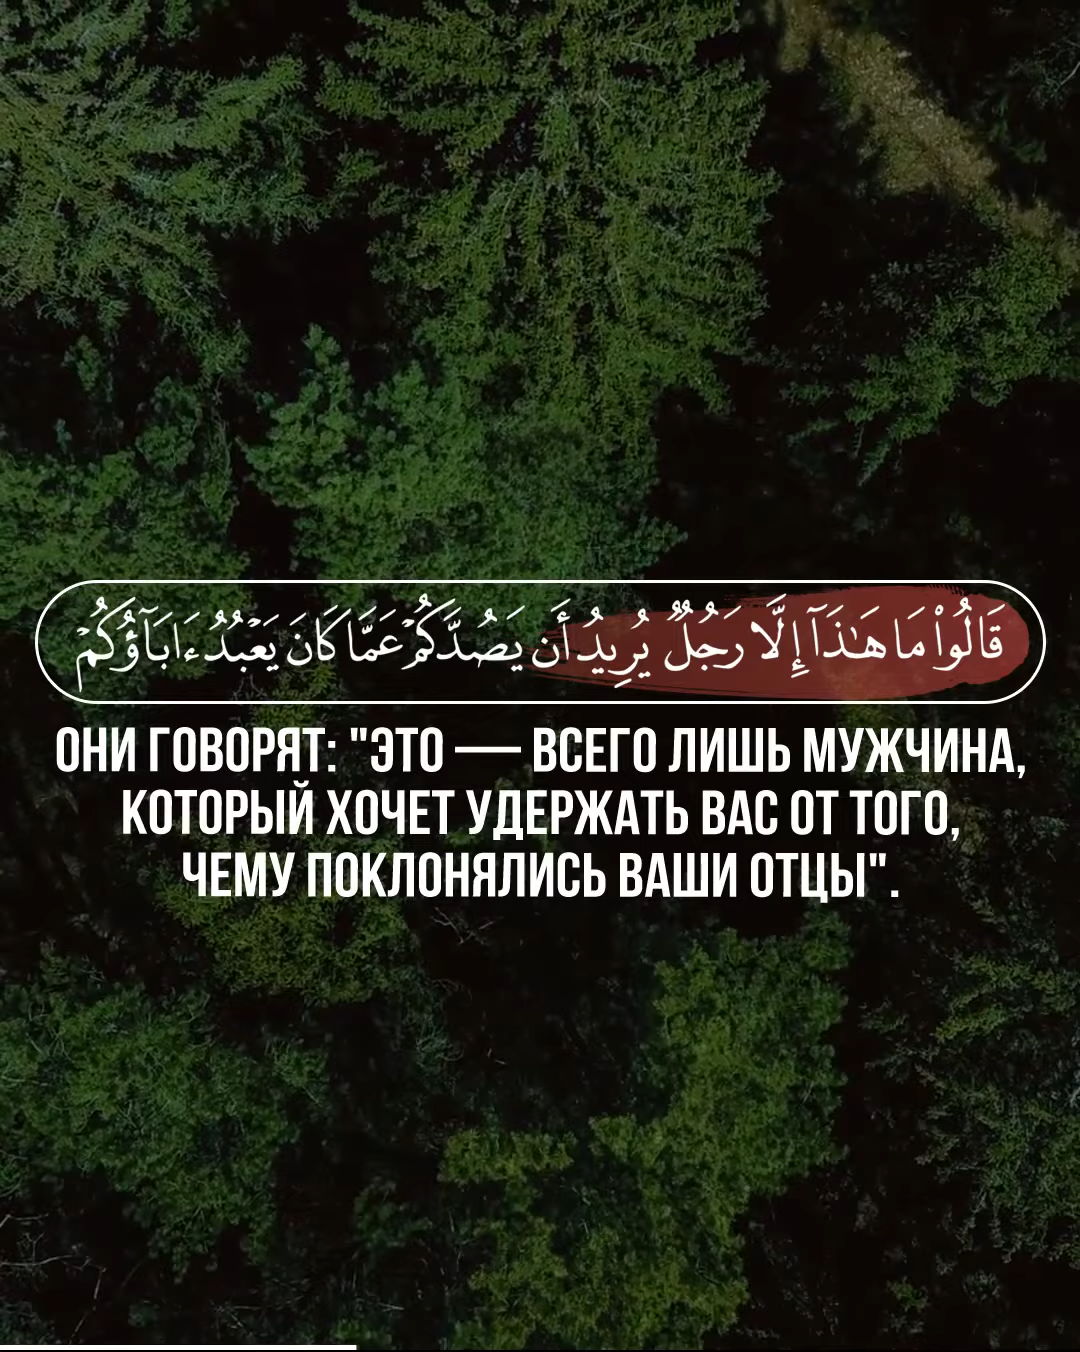 قَالُوا۟ مَا هَـٰذَآ إِلَّا رَجُلٌ يُرِيدُ أَن يَصُدَّكُمْ عَمَّا كَانَ يَعْبُدُ ءَابَآؤُكُمْ
ОНИ ГОВОРЯТ: "ЭТО — ВСЕГО ЛИШЬ МУЖЧИНА,
КОТОРЫЙ ХОЧЕТ УДЕРЖАТЬ ВАС ОТ ТОГО,
ЧЕМУ ПОКЛОНЯЛИСЬ ВАШИ ОТЦЫ".